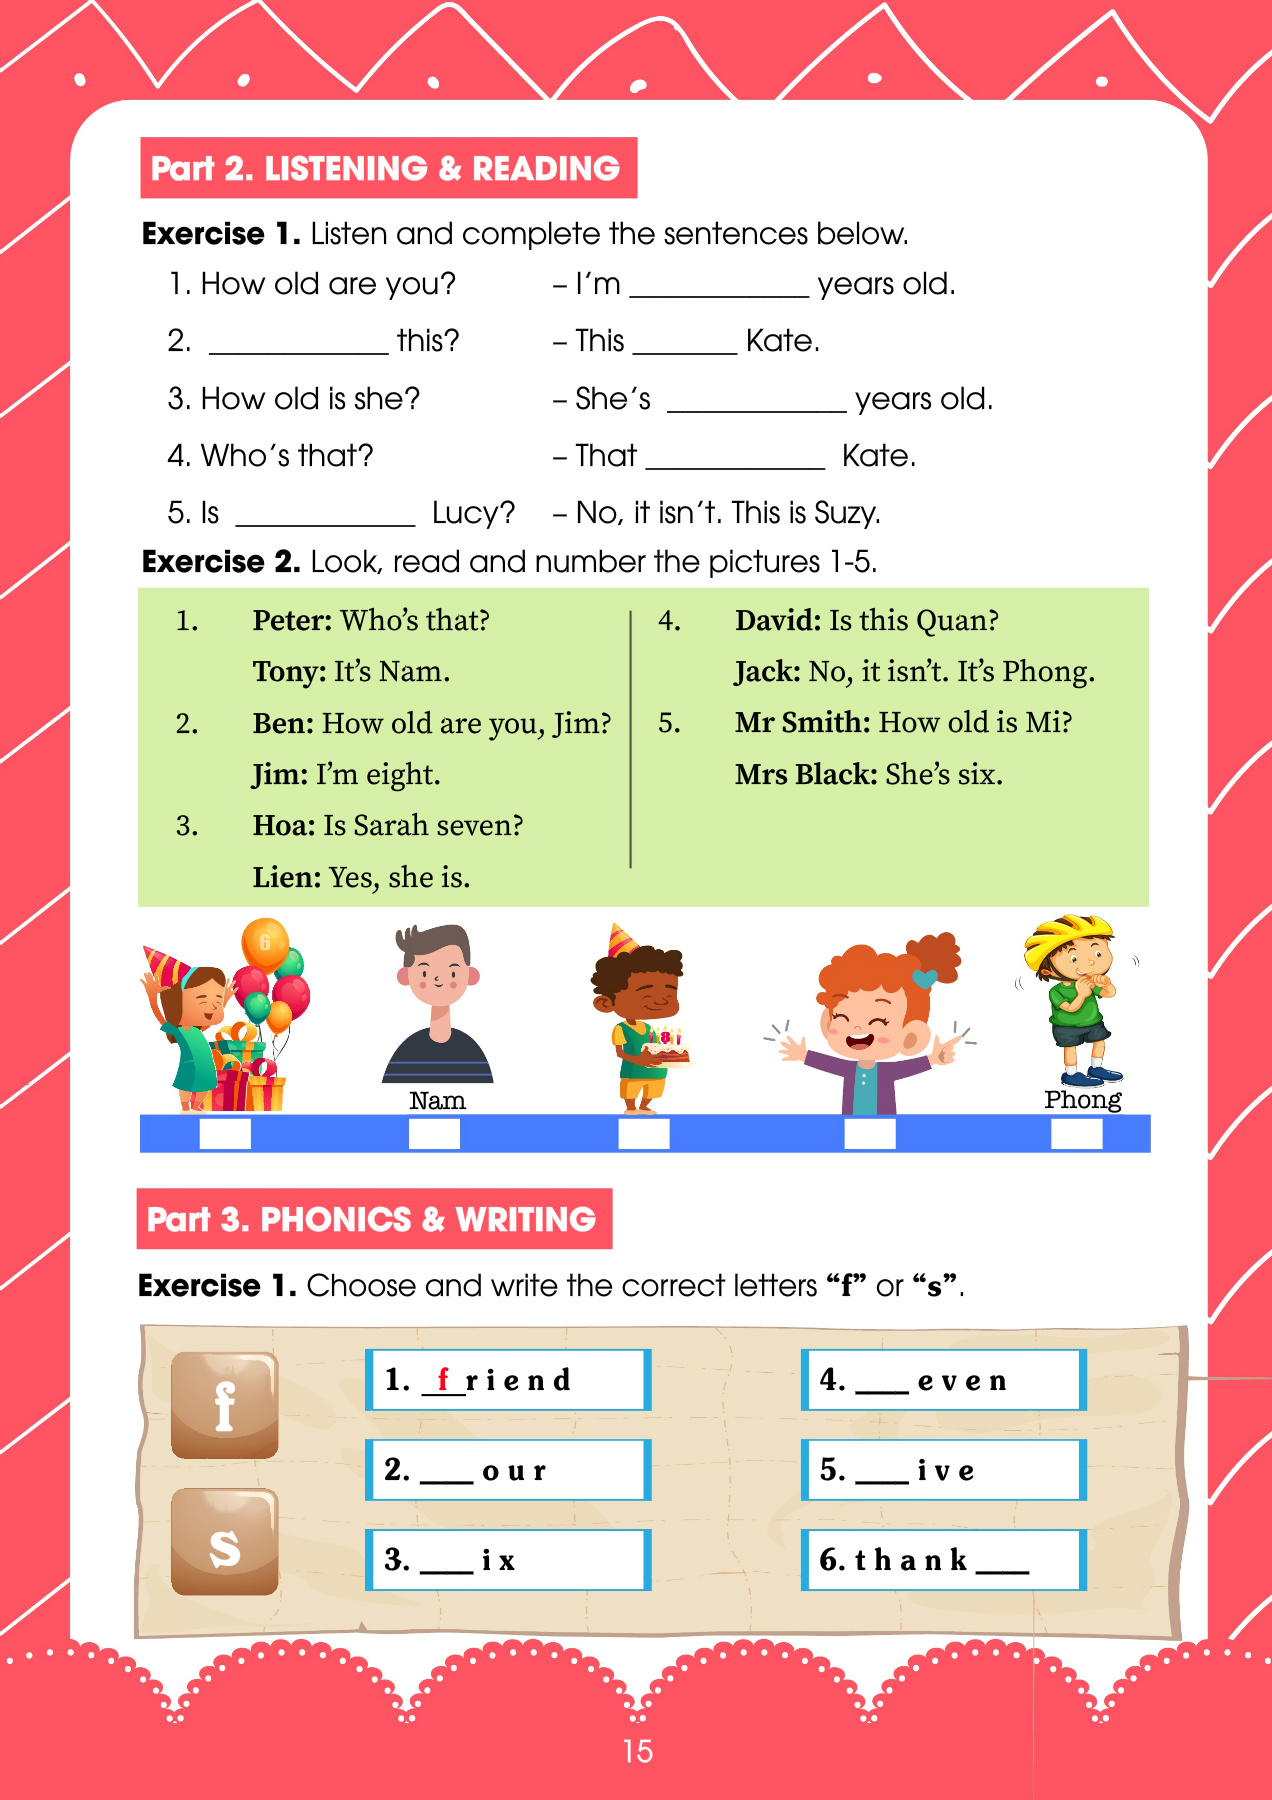 Part 2. LISTENING & READING
Exercise 1. Listen and complete the sentences below.
1. How old are you? – I'm ____________ years old.
2. ____________ this? – This _______ Kate.
3. How old is she? – She's ____________ years old.
4. Who's that? – That ____________ Kate.
5. Is ____________ Lucy? – No, it isn't. This is Suzy.
Exercise 2. Look, read and number the pictures 1-5.
1. Peter: Who's that?
Tony: It's Nam.
2. Ben: How old are you, Jim?
Jim: I'm eight.
3. Hoa: Is Sarah seven?
Lien: Yes, she is.
4. David: Is this Quan?
Jack: No, it isn't. It's Phong.
5. Mr Smith: How old is Mi?
Mrs Black: She's six.
6
8
Nam
Phong
Part 3. PHONICS & WRITING
Exercise 1. Choose and write the correct letters “f” or “s”.
f
s
1. _f_ r i e n d
2. ___ o u r
3. ___ i x
4. ___ e v e n
5. ___ i v e
6. t h a n k ___
15